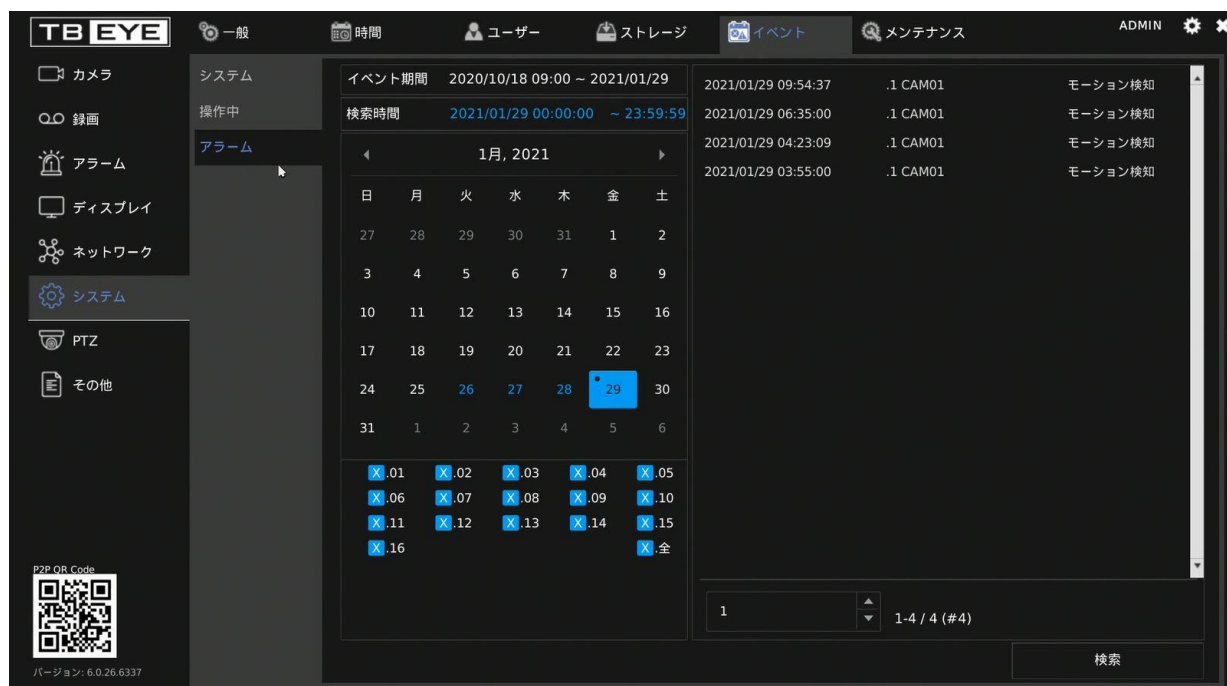 TB EYE
一般
時間
ユーザー
ストレージ
イベント
メンテナンス
ADMIN
カメラ
録画
アラーム
ディスプレイ
ネットワーク
システム
PTZ
その他
システム
操作中
アラーム
イベント期間 2020/10/18 09:00 ~ 2021/01/29
検索時間 2021/01/29 00:00:00 ~ 23:59:59
1月, 2021
日 月 火 水 木 金 土
27 28 29 30 31 1 2
3 4 5 6 7 8 9
10 11 12 13 14 15 16
17 18 19 20 21 22 23
24 25 26 27 28 29 30
31 1 2 3 4 5 6
X .01 X .02 X .03 X .04 X .05
X .06 X .07 X .08 X .09 X .10
X .11 X .12 X .13 X .14 X .15
X .16 X .全
2021/01/29 09:54:37 .1 CAM01 モーション検知
2021/01/29 06:35:00 .1 CAM01 モーション検知
2021/01/29 04:23:09 .1 CAM01 モーション検知
2021/01/29 03:55:00 .1 CAM01 モーション検知
1 1-4 / 4 (#4)
検索
P2P QR Code
バージョン: 6.0.26.6337